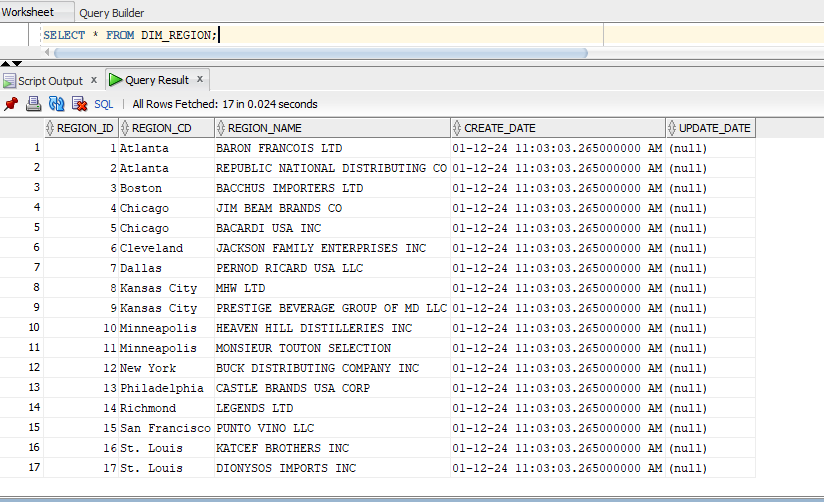 Worksheet Query Builder
SELECT * FROM DIM_REGION;
Script Output x Query Result x
SQL | All Rows Fetched: 17 in 0.024 seconds
REGION_ID REGION_CD REGION_NAME CREATE_DATE UPDATE_DATE
1 1 Atlanta BARON FRANCOIS LTD 01-12-24 11:03:03.265000000 AM (null)
2 2 Atlanta REPUBLIC NATIONAL DISTRIBUTING CO 01-12-24 11:03:03.265000000 AM (null)
3 3 Boston BACCHUS IMPORTERS LTD 01-12-24 11:03:03.265000000 AM (null)
4 4 Chicago JIM BEAM BRANDS CO 01-12-24 11:03:03.265000000 AM (null)
5 5 Chicago BACARDI USA INC 01-12-24 11:03:03.265000000 AM (null)
6 6 Cleveland JACKSON FAMILY ENTERPRISES INC 01-12-24 11:03:03.265000000 AM (null)
7 7 Dallas PERNOD RICARD USA LLC 01-12-24 11:03:03.265000000 AM (null)
8 8 Kansas City MHW LTD 01-12-24 11:03:03.265000000 AM (null)
9 9 Kansas City PRESTIGE BEVERAGE GROUP OF MD LLC 01-12-24 11:03:03.265000000 AM (null)
10 10 Minneapolis HEAVEN HILL DISTILLERIES INC 01-12-24 11:03:03.265000000 AM (null)
11 11 Minneapolis MONSIEUR TOUTON SELECTION 01-12-24 11:03:03.265000000 AM (null)
12 12 New York BUCK DISTRIBUTING COMPANY INC 01-12-24 11:03:03.265000000 AM (null)
13 13 Philadelphia CASTLE BRANDS USA CORP 01-12-24 11:03:03.265000000 AM (null)
14 14 Richmond LEGENDS LTD 01-12-24 11:03:03.265000000 AM (null)
15 15 San Francisco PUNTO VINO LLC 01-12-24 11:03:03.265000000 AM (null)
16 16 St. Louis KATCEF BROTHERS INC 01-12-24 11:03:03.265000000 AM (null)
17 17 St. Louis DIONYSOS IMPORTS INC 01-12-24 11:03:03.265000000 AM (null)